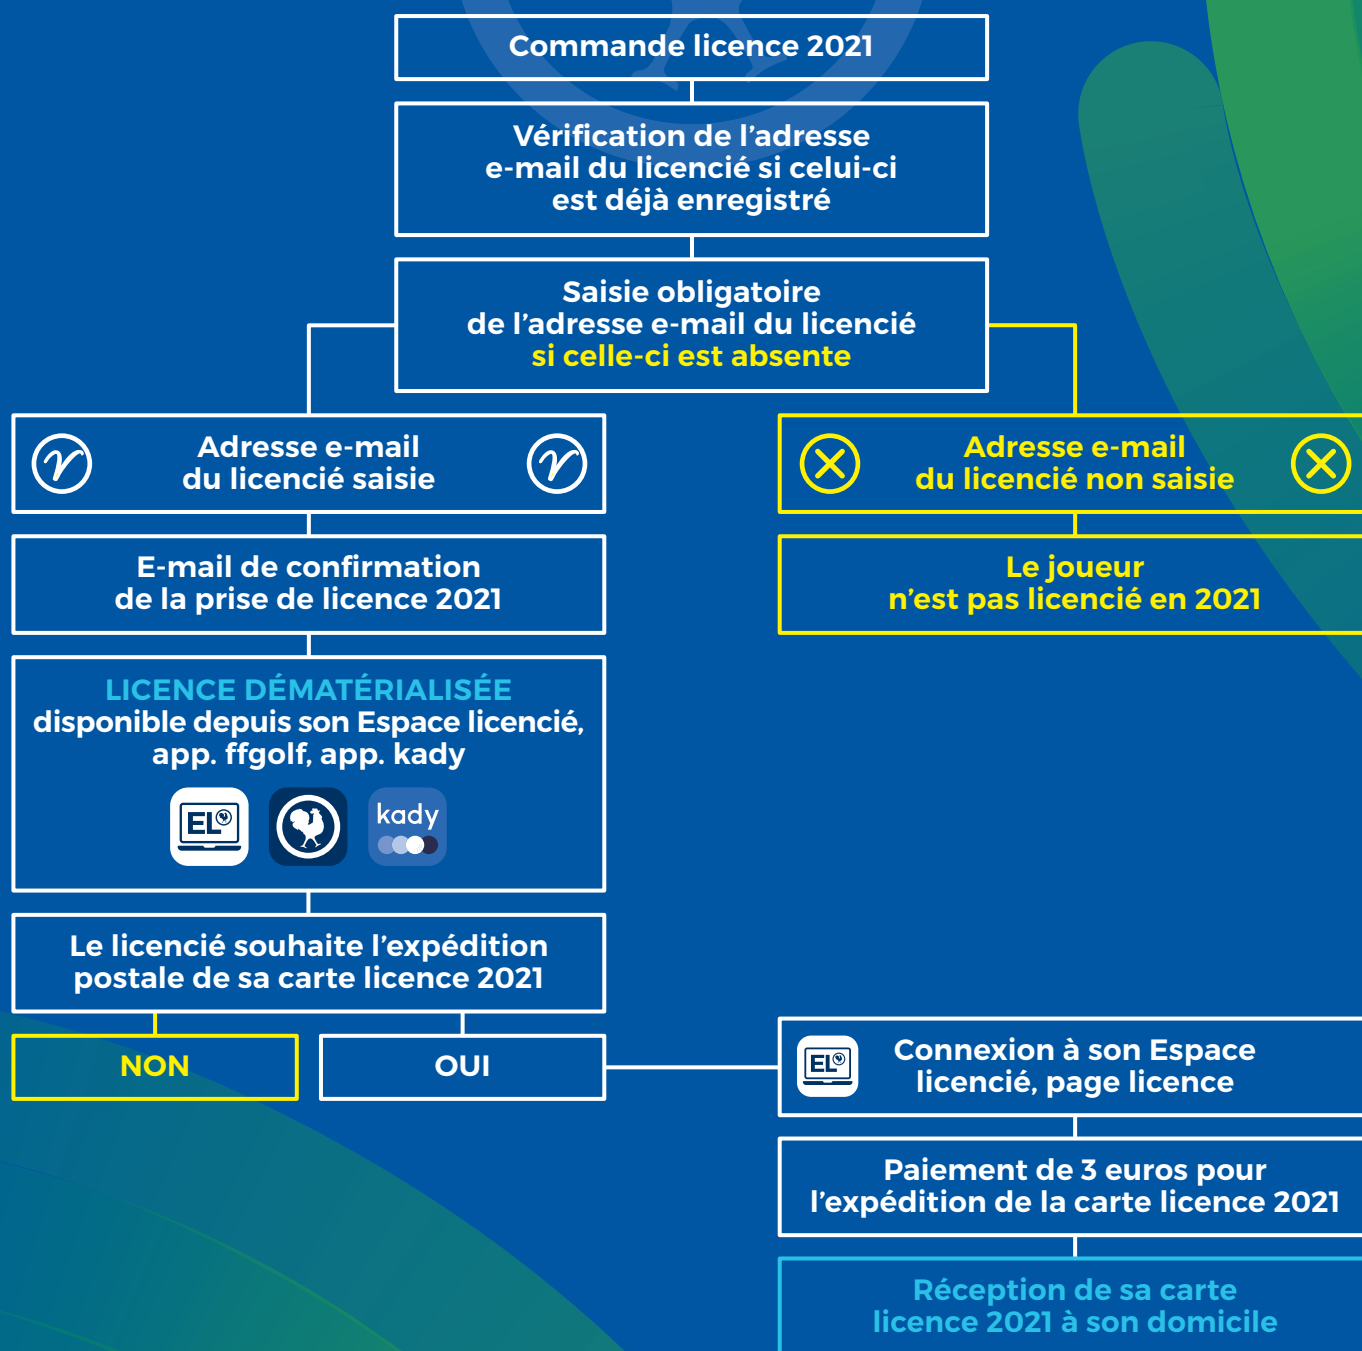 Commande licence 2021
Vérification de l'adresse
e-mail du licencié si celui-ci
est déjà enregistré
Saisie obligatoire
de l'adresse e-mail du licencié
si celle-ci est absente
Adresse e-mail
du licencié saisie
Adresse e-mail
du licencié non saisie
E-mail de confirmation
de la prise de licence 2021
Le joueur
n'est pas licencié en 2021
LICENCE DÉMATÉRIALISÉE
disponible depuis son Espace licencié,
app. ffgolf, app. kady
EL
kady
Le licencié souhaite l'expédition
postale de sa carte licence 2021
NON
OUI
EL
Connexion à son Espace
licencié, page licence
Paiement de 3 euros pour
l'expédition de la carte licence 2021
Réception de sa carte
licence 2021 à son domicile